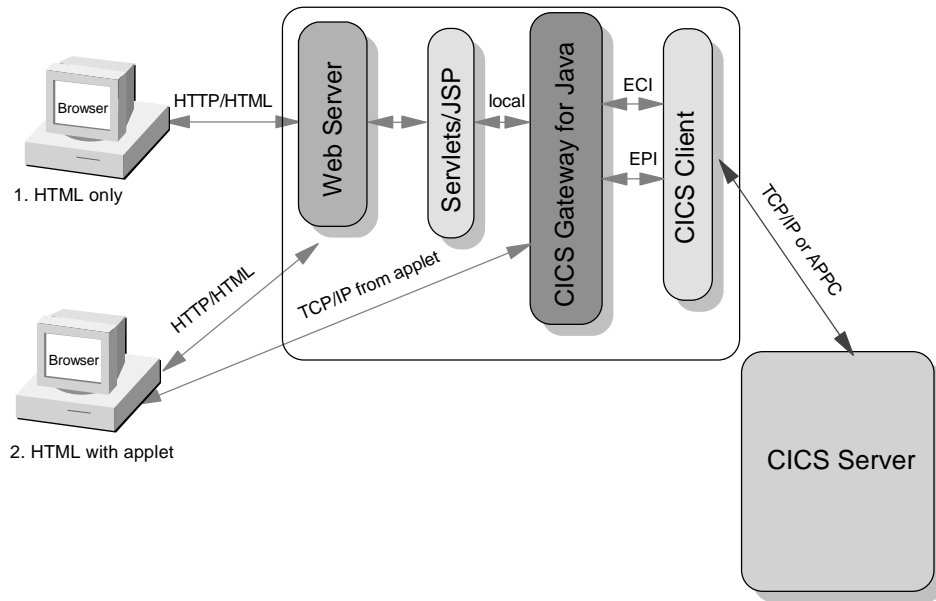 Browser
HTTP/HTML
1. HTML only
Web Server
Servlets/JSP
local
CICS Gateway for Java
ECI
EPI
CICS Client
TCP/IP or APPC
HTTP/HTML
TCP/IP from applet
Browser
2. HTML with applet
CICS Server